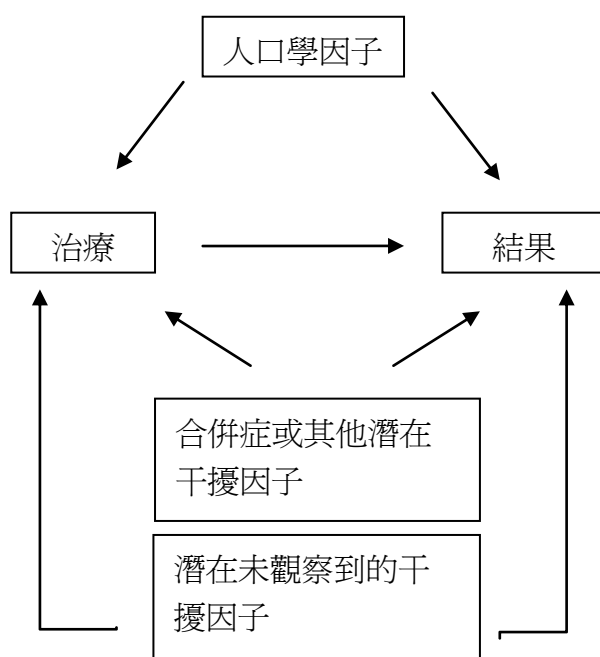 人口學因子
治療
結果
合併症或其他潛在
干擾因子
潛在未觀察到的干
擾因子